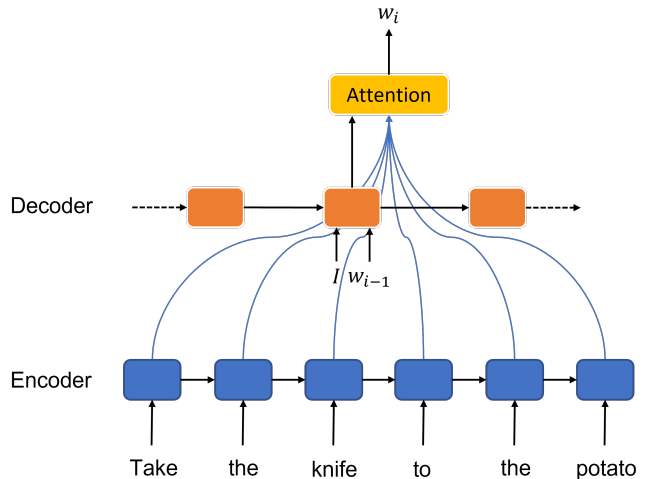 w_i
Attention
Decoder
I w_{i−1}
Encoder
Take the knife to the potato